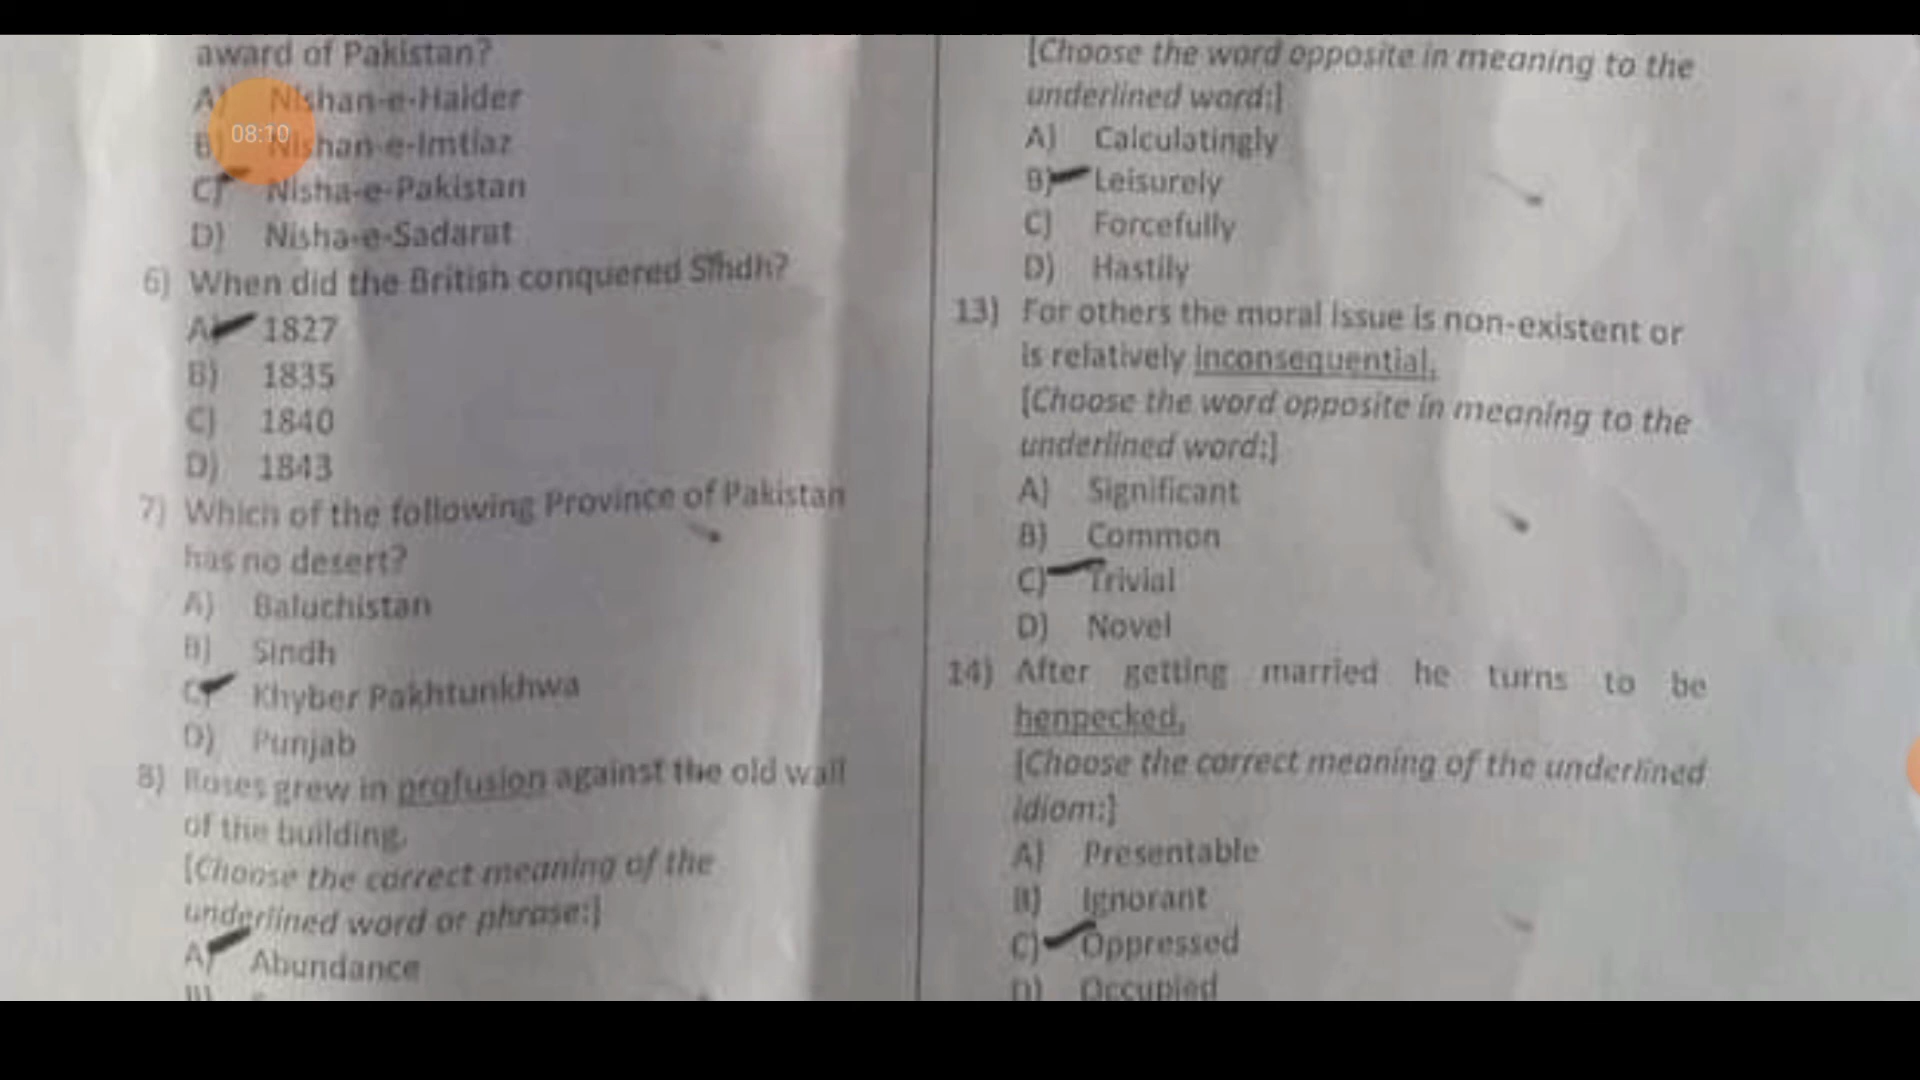 award of Pakistan?
A) Nishan-e-Haider
08:10
B) Nishan-e-Imtiaz
C) Nisha-e-Pakistan
D) Nisha-e-Sadarat
6) When did the British conquered Sindh?
A) 1827
B) 1835
C) 1840
D) 1843
7) Which of the following Province of Pakistan
has no desert?
A) Baluchistan
B) Sindh
C) Khyber Pakhtunkhwa
D) Punjab
8) Roses grew in profusion against the old wall
of the building.
[Choose the correct meaning of the
underlined word or phrase:]
A) Abundance
[Choose the word opposite in meaning to the
underlined word:]
A) Calculatingly
B) Leisurely
C) Forcefully
D) Hastily
13) For others the moral issue is non-existent or
is relatively inconsequential.
[Choose the word opposite in meaning to the
underlined word:]
A) Significant
B) Common
C) Trivial
D) Novel
14) After getting married he turns to be
henpecked.
[Choose the correct meaning of the underlined
idiom:]
A) Presentable
B) Ignorant
C) Oppressed
D) Occupied